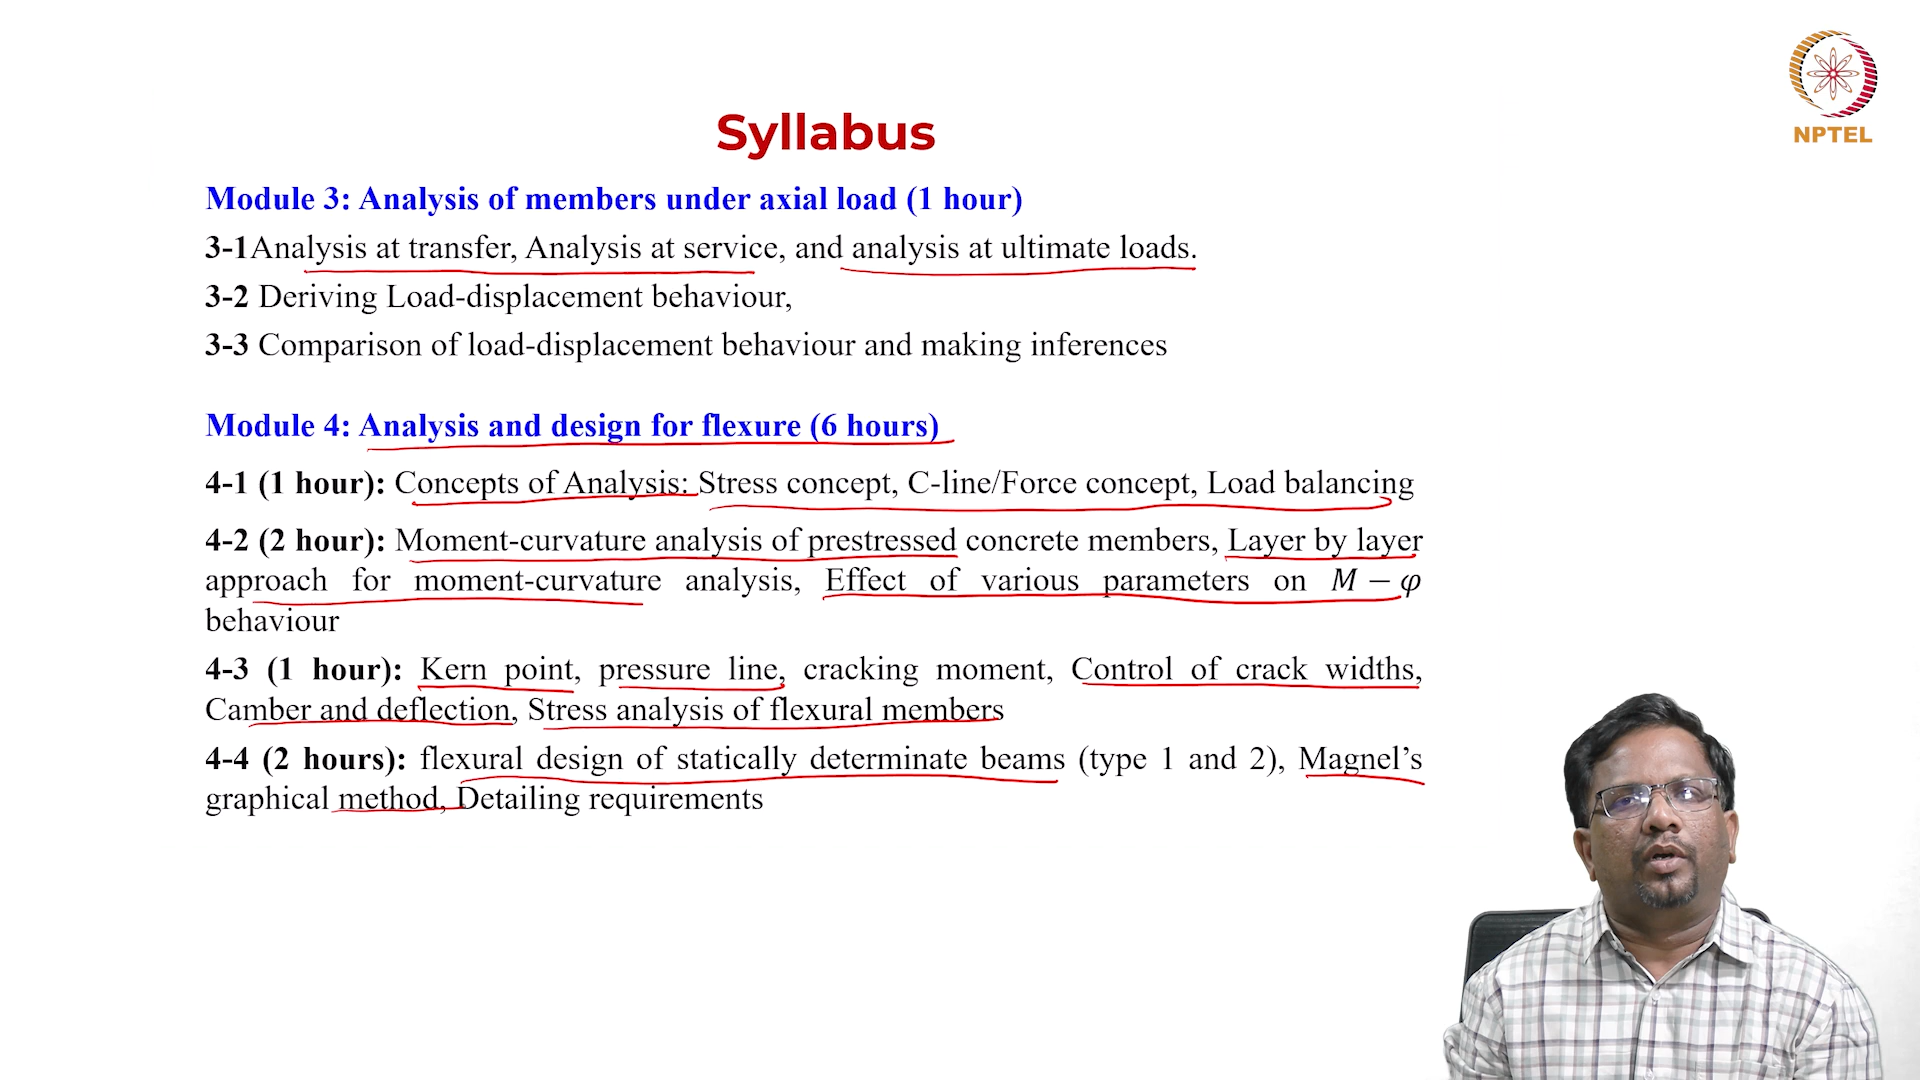 NPTEL
Syllabus
Module 3: Analysis of members under axial load (1 hour)
3-1Analysis at transfer, Analysis at service, and analysis at ultimate loads.
3-2 Deriving Load-displacement behaviour,
3-3 Comparison of load-displacement behaviour and making inferences
Module 4: Analysis and design for flexure (6 hours)
4-1 (1 hour): Concepts of Analysis: Stress concept, C-line/Force concept, Load balancing
4-2 (2 hour): Moment-curvature analysis of prestressed concrete members, Layer by layer
approach for moment-curvature analysis, Effect of various parameters on M − φ
behaviour
4-3 (1 hour): Kern point, pressure line, cracking moment, Control of crack widths,
Camber and deflection, Stress analysis of flexural members
4-4 (2 hours): flexural design of statically determinate beams (type 1 and 2), Magnel’s
graphical method, Detailing requirements